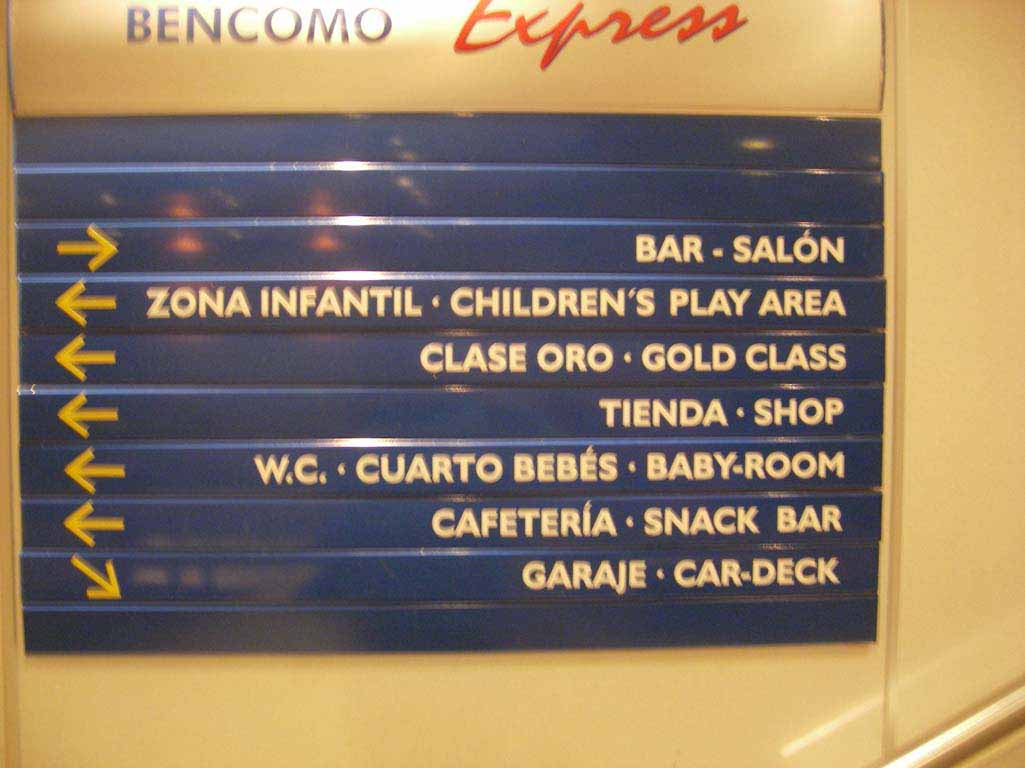 BENCOMO Express
BAR - SALÓN
ZONA INFANTIL · CHILDREN´S PLAY AREA
CLASE ORO · GOLD CLASS
TIENDA · SHOP
W.C. · CUARTO BEBÉS · BABY-ROOM
CAFETERÍA · SNACK BAR
GARAJE · CAR-DECK